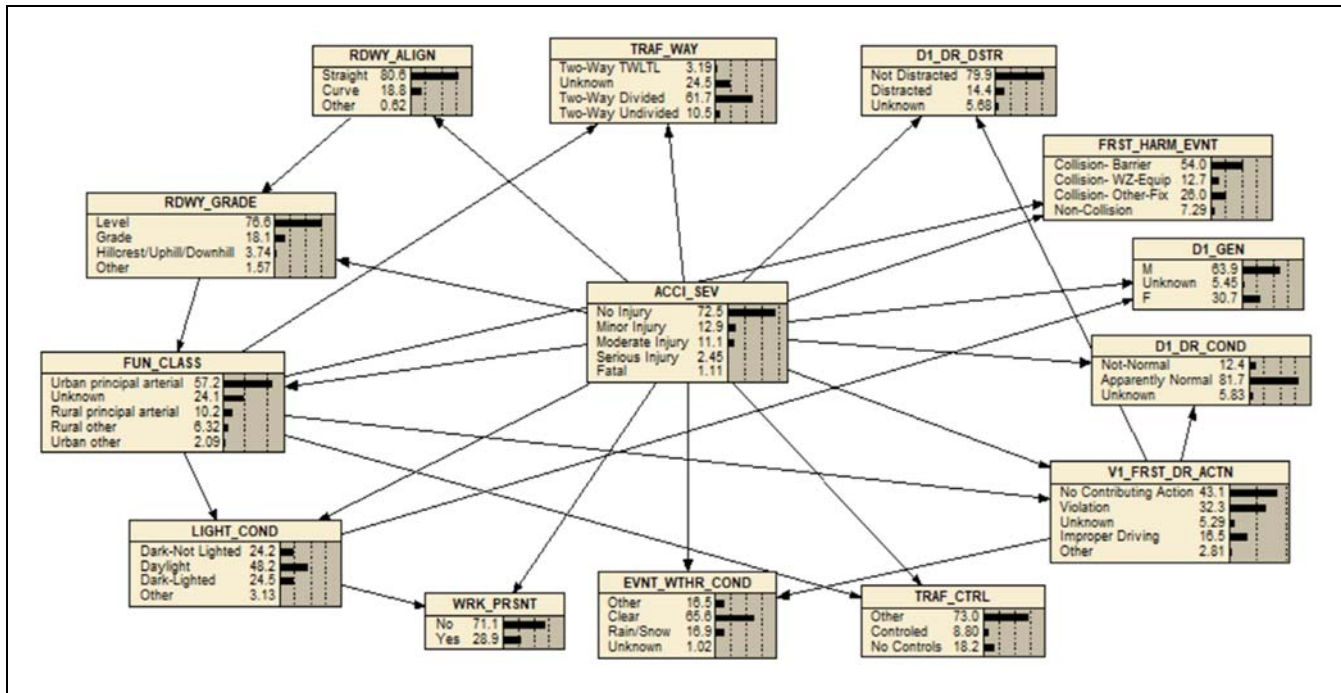 RDWY_ALIGN
Straight 80.6
Curve 18.8
Other 0.62
TRAF_WAY
Two-Way TWLTL 3.19
Unknown 24.5
Two-Way Divided 61.7
Two-Way Undivided 10.5
D1_DR_DSTR
Not Distracted 79.9
Distracted 14.4
Unknown 5.68
FRST_HARM_EVNT
Collision- Barrier 54.0
Collision- WZ-Equip 12.7
Collision- Other-Fix 26.0
Non-Collision 7.29
RDWY_GRADE
Level 76.6
Grade 18.1
Hillcrest/Uphill/Downhill 3.74
Other 1.57
D1_GEN
M 63.9
Unknown 5.45
F 30.7
ACCI_SEV
No Injury 72.5
Minor Injury 12.9
Moderate Injury 11.1
Serious Injury 2.45
Fatal 1.11
D1_DR_COND
Not-Normal 12.4
Apparently Normal 81.7
Unknown 5.83
FUN_CLASS
Urban principal arterial 57.2
Unknown 24.1
Rural principal arterial 10.2
Rural other 6.32
Urban other 2.09
V1_FRST_DR_ACTN
No Contributing Action 43.1
Violation 32.3
Unknown 5.29
Improper Driving 16.5
Other 2.81
LIGHT_COND
Dark-Not Lighted 24.2
Daylight 48.2
Dark-Lighted 24.5
Other 3.13
WRK_PRSNT
No 71.1
Yes 28.9
EVNT_WTHR_COND
Other 16.5
Clear 65.6
Rain/Snow 16.9
Unknown 1.02
TRAF_CTRL
Other 73.0
Controled 8.80
No Controls 18.2